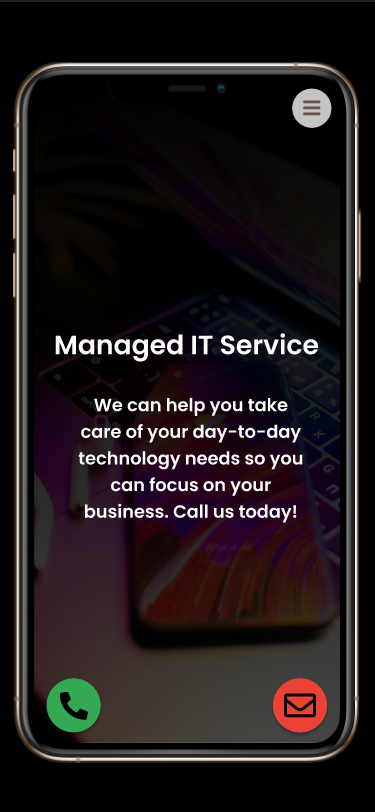 Managed IT Service
We can help you take
care of your day-to-day
technology needs so you
can focus on your
business. Call us today!